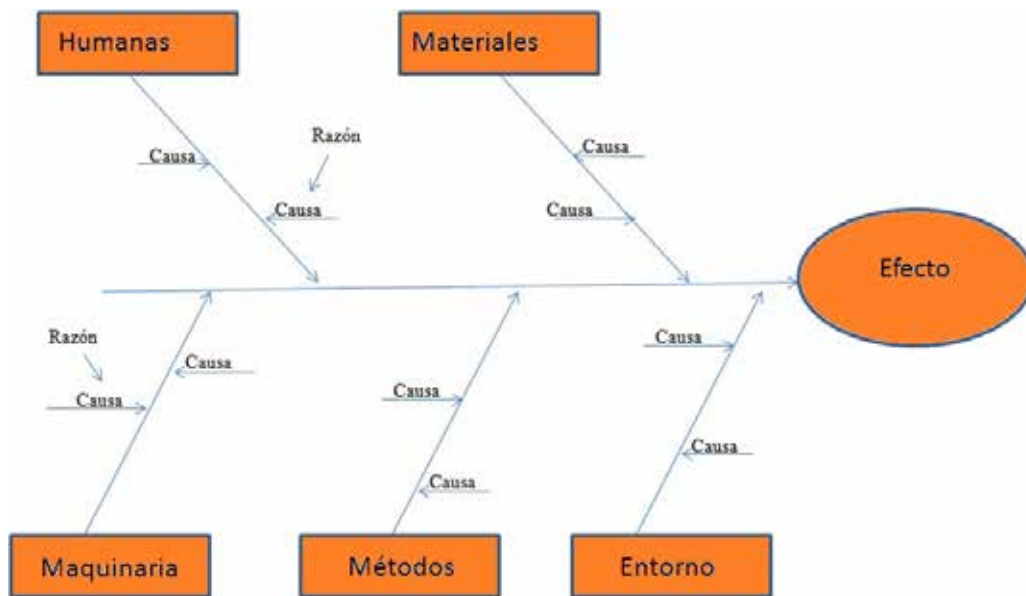 Humanas
Materiales
Razón
Causa
Causa
Causa
Causa
Efecto
Razón
Causa
Causa
Causa
Causa
Causa
Causa
Maquinaria
Métodos
Entorno